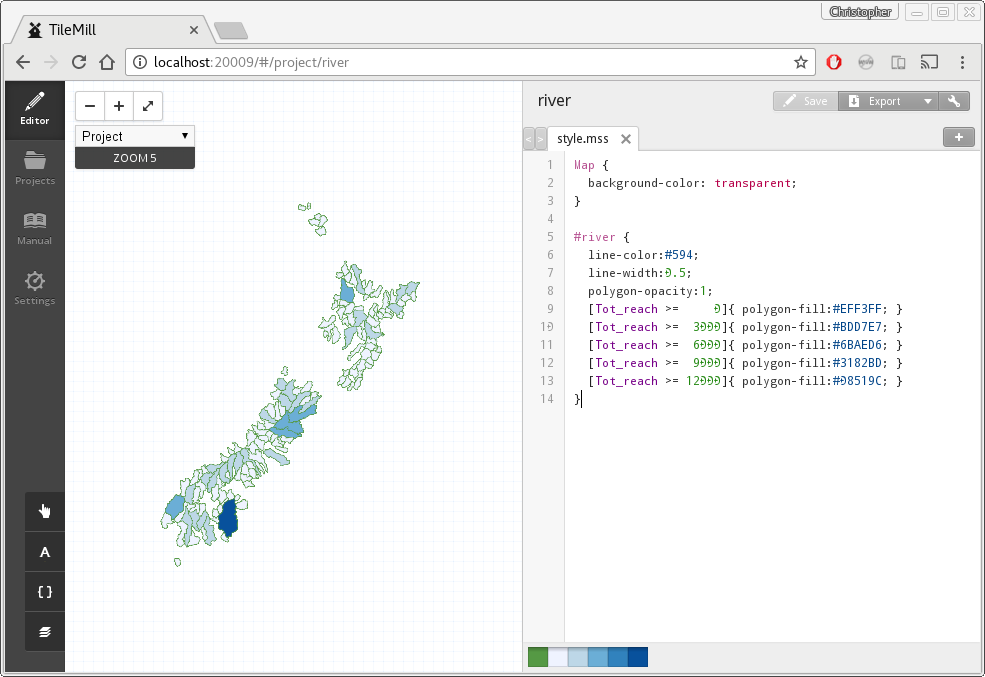 Christopher
TileMill
localhost:20009/#/project/river
Editor
Projects
Manual
Settings
A
{ }
− + 
Project
ZOOM 5
river
Save
Export
< > style.mss
+
1 Map {
2 background-color: transparent;
3 }
4
5 #river {
6 line-color:#594;
7 line-width:0.5;
8 polygon-opacity:1;
9 [Tot_reach >= 0]{ polygon-fill:#EFF3FF; }
10 [Tot_reach >= 3000]{ polygon-fill:#BDD7E7; }
11 [Tot_reach >= 6000]{ polygon-fill:#6BAED6; }
12 [Tot_reach >= 9000]{ polygon-fill:#3182BD; }
13 [Tot_reach >= 12000]{ polygon-fill:#08519C; }
14 }